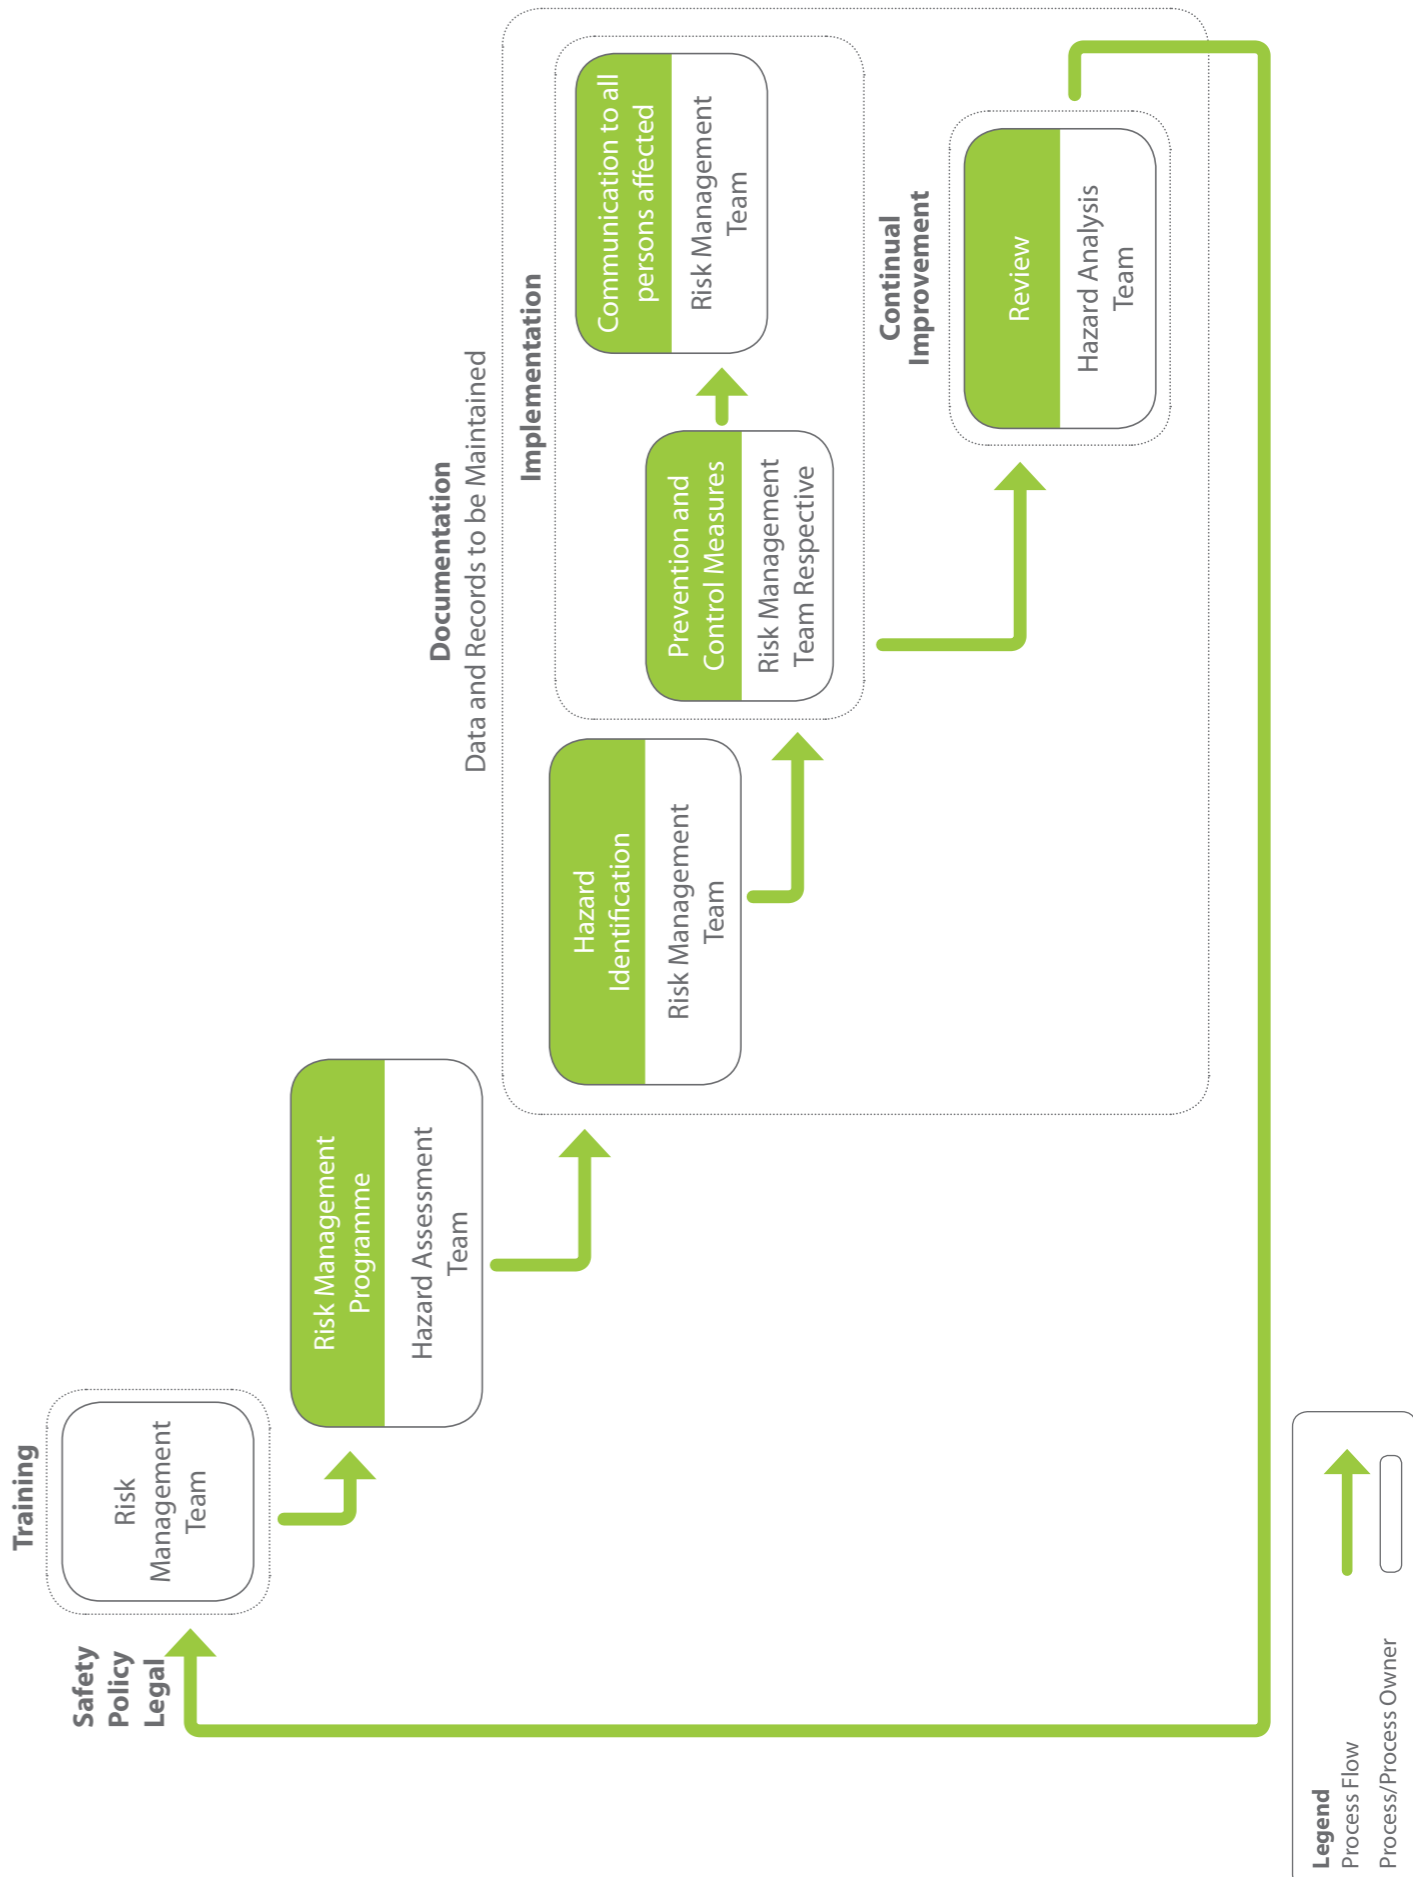 Training
Safety
Policy
Legal
Risk
Management
Team
Risk Management
Programme
Hazard Assessment
Team
Documentation
Data and Records to be Maintained
Hazard
Identification
Risk Management
Team
Implementation
Prevention and
Control Measures
Risk Management
Team Respective
Communication to all
persons affected
Risk Management
Team
Continual
Improvement
Review
Hazard Analysis
Team
Legend
Process Flow
Process/Process Owner